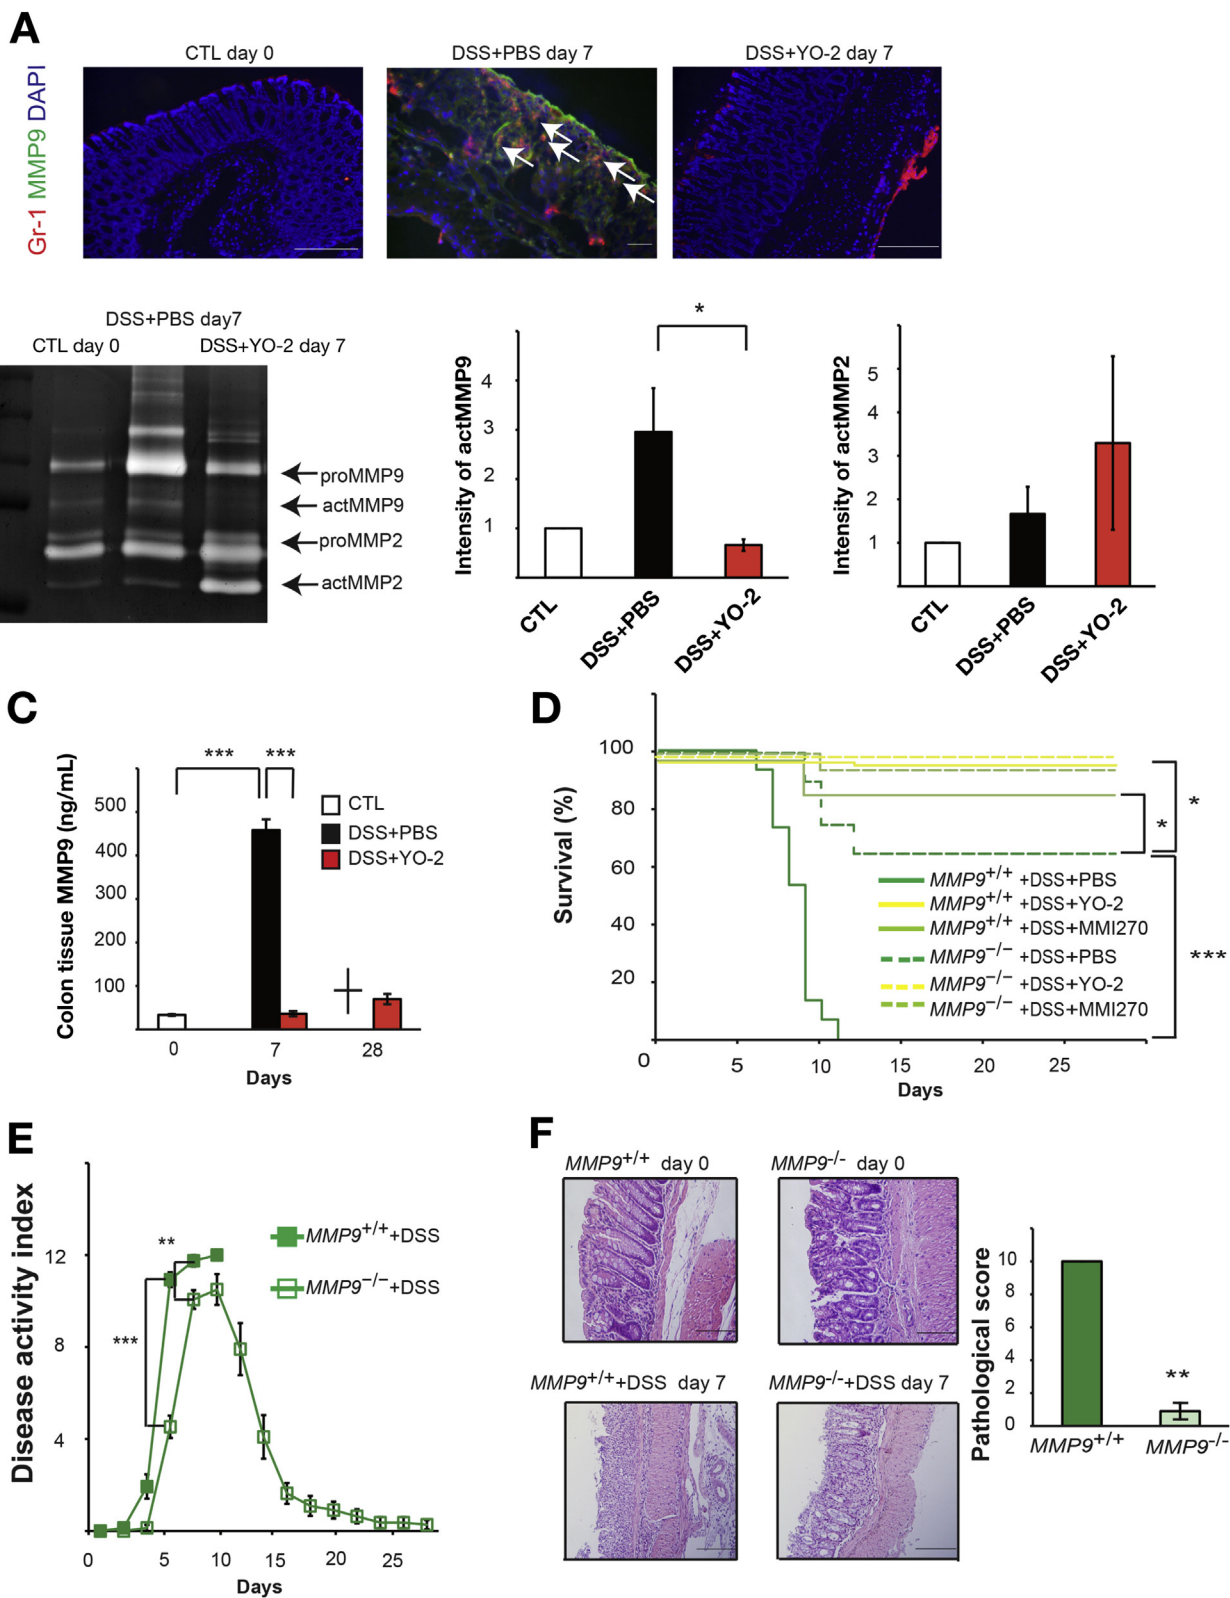 A
CTL day 0
DSS+PBS day 7
DSS+YO-2 day 7
Gr-1 MMP9 DAPI
DSS+PBS day7
CTL day 0
DSS+YO-2 day 7
proMMP9
actMMP9
proMMP2
actMMP2
*
Intensity of actMMP9
4
3
2
1
CTL
DSS+PBS
DSS+YO-2
Intensity of actMMP2
5
4
3
2
1
CTL
DSS+PBS
DSS+YO-2
C
Colon tissue MMP9 (ng/mL)
***
***
500
400
300
200
100
CTL
DSS+PBS
DSS+YO-2
0
7
28
Days
D
Survival (%)
100
80
60
40
20
0
5
10
15
20
25
Days
MMP9+/+ +DSS+PBS
MMP9+/+ +DSS+YO-2
MMP9+/+ +DSS+MMI270
MMP9−/− +DSS+PBS
MMP9−/− +DSS+YO-2
MMP9−/− +DSS+MMI270
*
*
***
E
Disease activity index
12
8
4
**
***
MMP9+/++DSS
MMP9−/−+DSS
0
5
10
15
20
25
Days
F
MMP9+/+ day 0
MMP9-/- day 0
MMP9+/++DSS day 7
MMP9-/-+DSS day 7
Pathological score
10
8
6
4
2
0
**
MMP9+/+
MMP9-/-